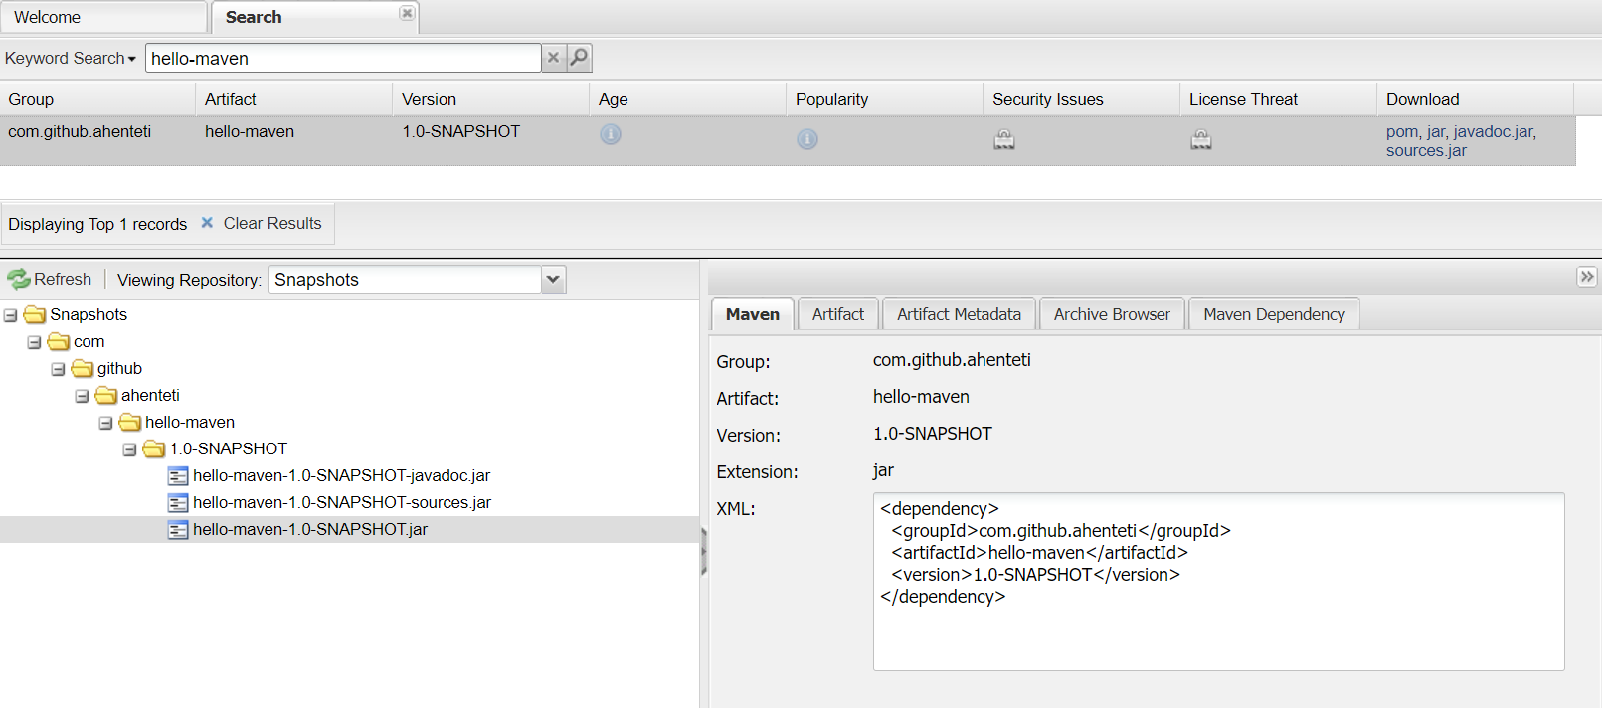 Welcome
Search
Keyword Search hello-maven
Group Artifact Version Age Popularity Security Issues License Threat Download
com.github.ahenteti hello-maven 1.0-SNAPSHOT pom, jar, javadoc.jar,
sources.jar
Displaying Top 1 records Clear Results
Refresh Viewing Repository: Snapshots
Snapshots
com
github
ahenteti
hello-maven
1.0-SNAPSHOT
hello-maven-1.0-SNAPSHOT-javadoc.jar
hello-maven-1.0-SNAPSHOT-sources.jar
hello-maven-1.0-SNAPSHOT.jar
Maven Artifact Artifact Metadata Archive Browser Maven Dependency
Group: com.github.ahenteti
Artifact: hello-maven
Version: 1.0-SNAPSHOT
Extension: jar
XML:
<dependency>
<groupId>com.github.ahenteti</groupId>
<artifactId>hello-maven</artifactId>
<version>1.0-SNAPSHOT</version>
</dependency>